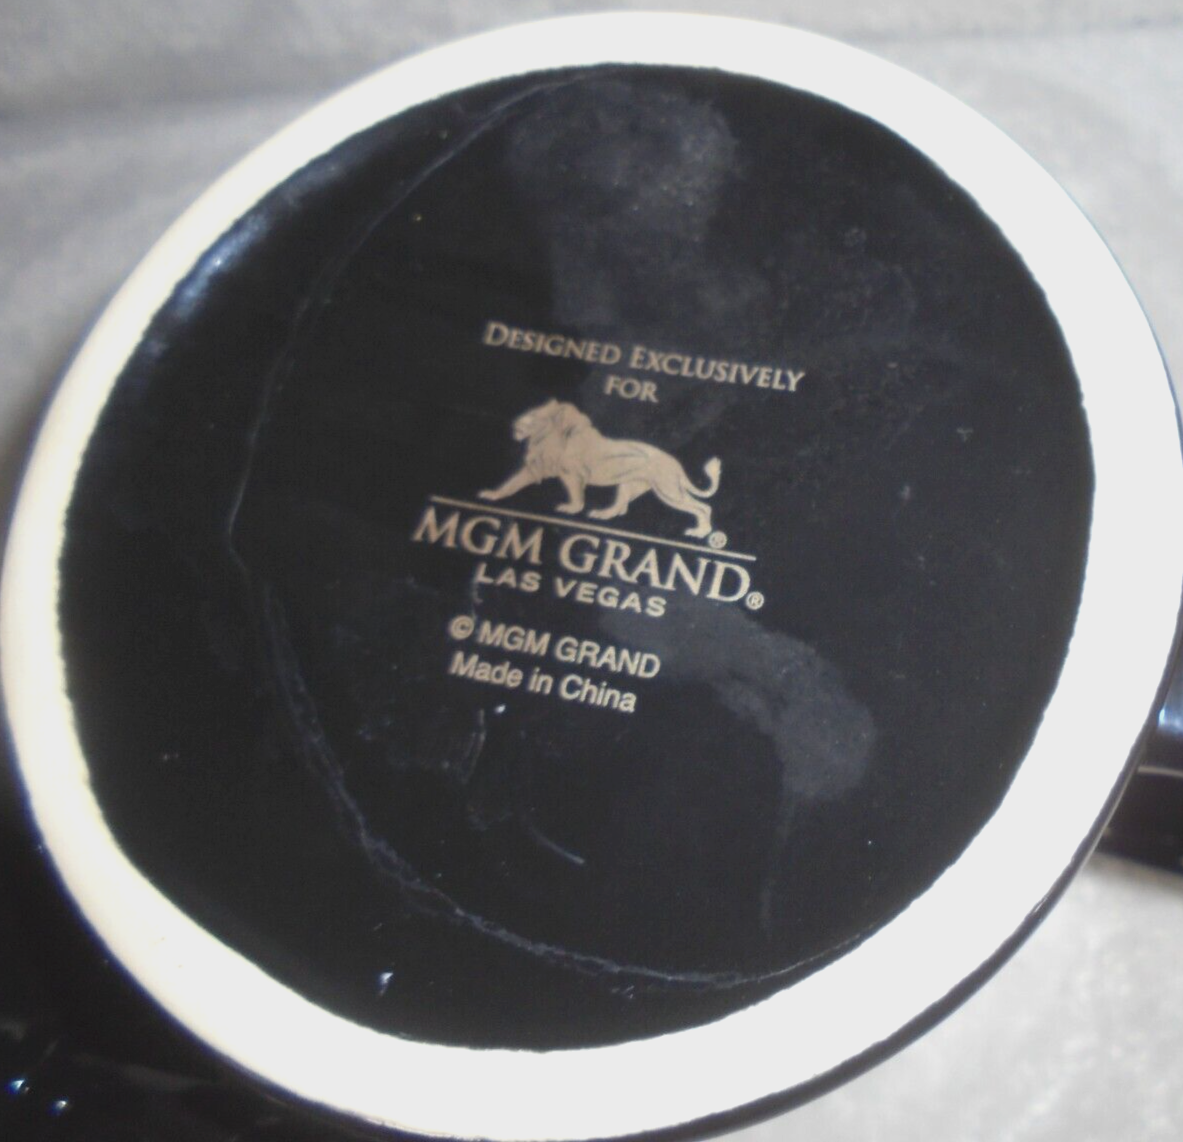 DESIGNED EXCLUSIVELY
FOR
®
MGM GRAND®
LAS VEGAS
© MGM GRAND
Made in China